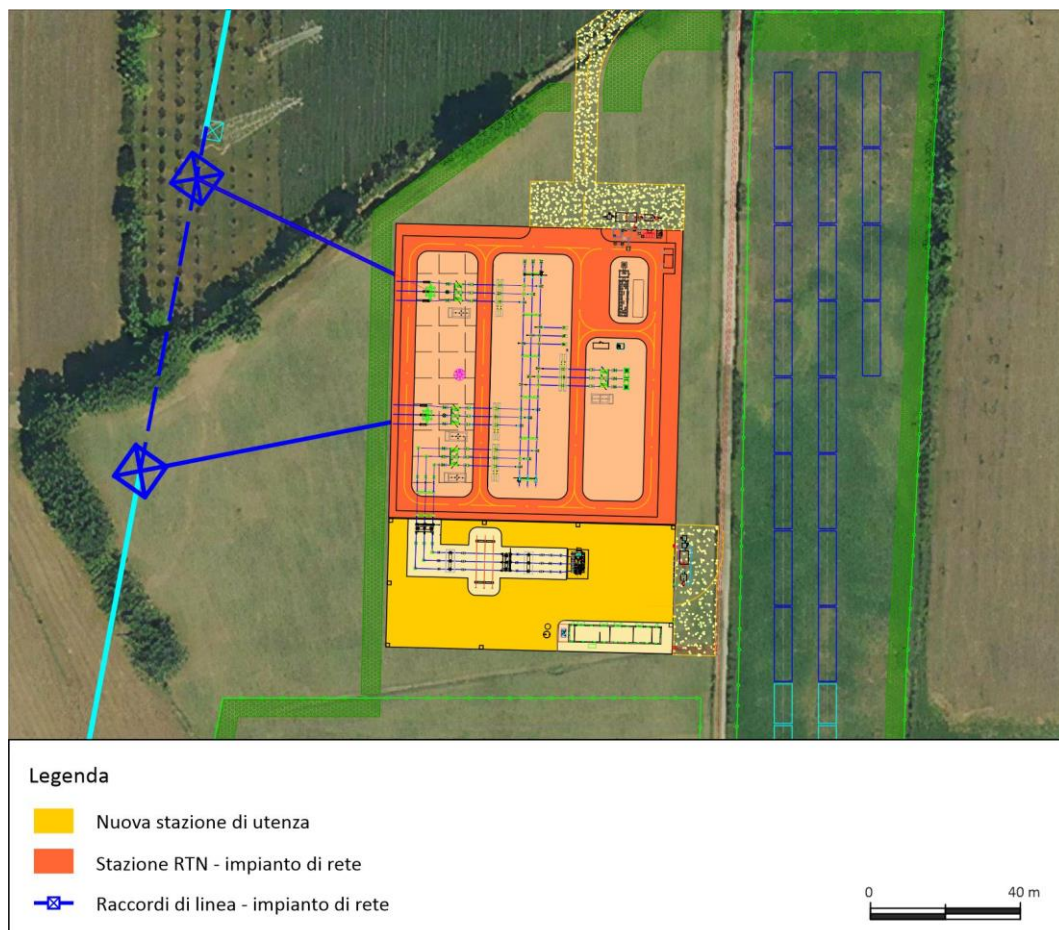 Legenda
Nuova stazione di utenza
Stazione RTN - impianto di rete
Raccordi di linea - impianto di rete
0 40 m